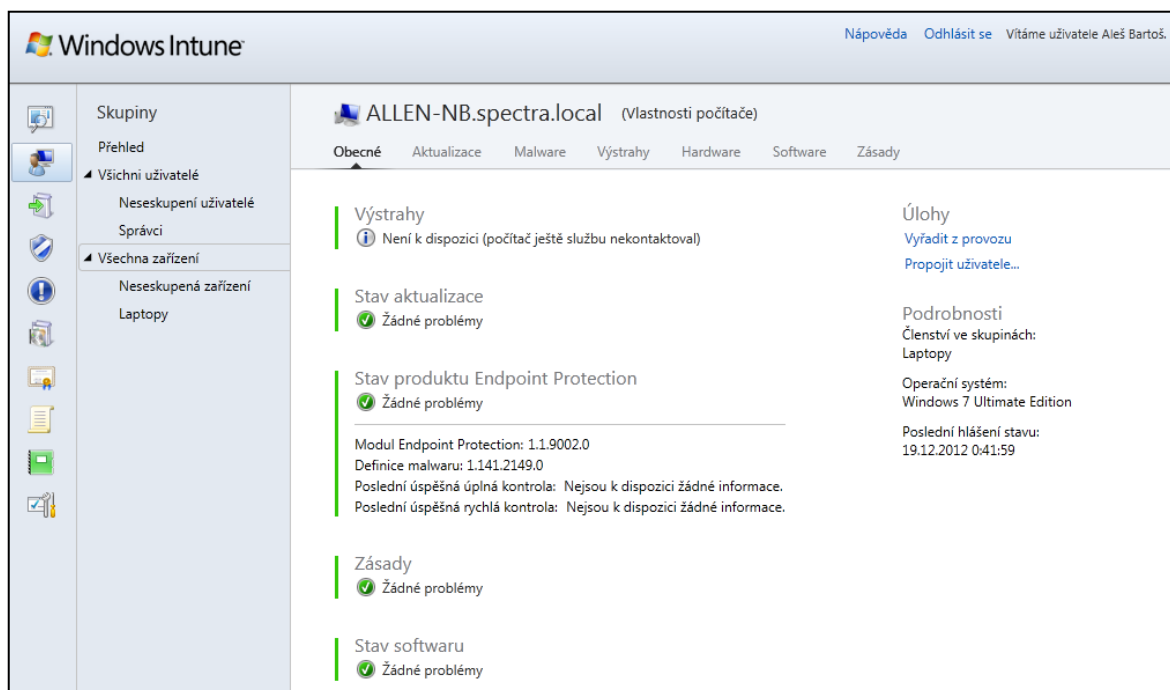 Windows Intune
Nápověda Odhlásit se Vítáme uživatele Aleš Bartoš.
Skupiny
Přehled
Všichni uživatelé
Neseskupení uživatelé
Správci
Všechna zařízení
Neseskupená zařízení
Laptopy
ALLEN-NB.spectra.local (Vlastnosti počítače)
Obecné Aktualizace Malware Výstrahy Hardware Software Zásady
Výstrahy
Není k dispozici (počítač ještě službu nekontaktoval)
Stav aktualizace
Žádné problémy
Stav produktu Endpoint Protection
Žádné problémy
Modul Endpoint Protection: 1.1.9002.0
Definice malwaru: 1.141.2149.0
Poslední úspěšná úplná kontrola: Nejsou k dispozici žádné informace.
Poslední úspěšná rychlá kontrola: Nejsou k dispozici žádné informace.
Zásady
Žádné problémy
Stav softwaru
Žádné problémy
Úlohy
Vyřadit z provozu
Propojit uživatele...
Podrobnosti
Členství ve skupinách:
Laptopy
Operační systém:
Windows 7 Ultimate Edition
Poslední hlášení stavu:
19.12.2012 0:41:59